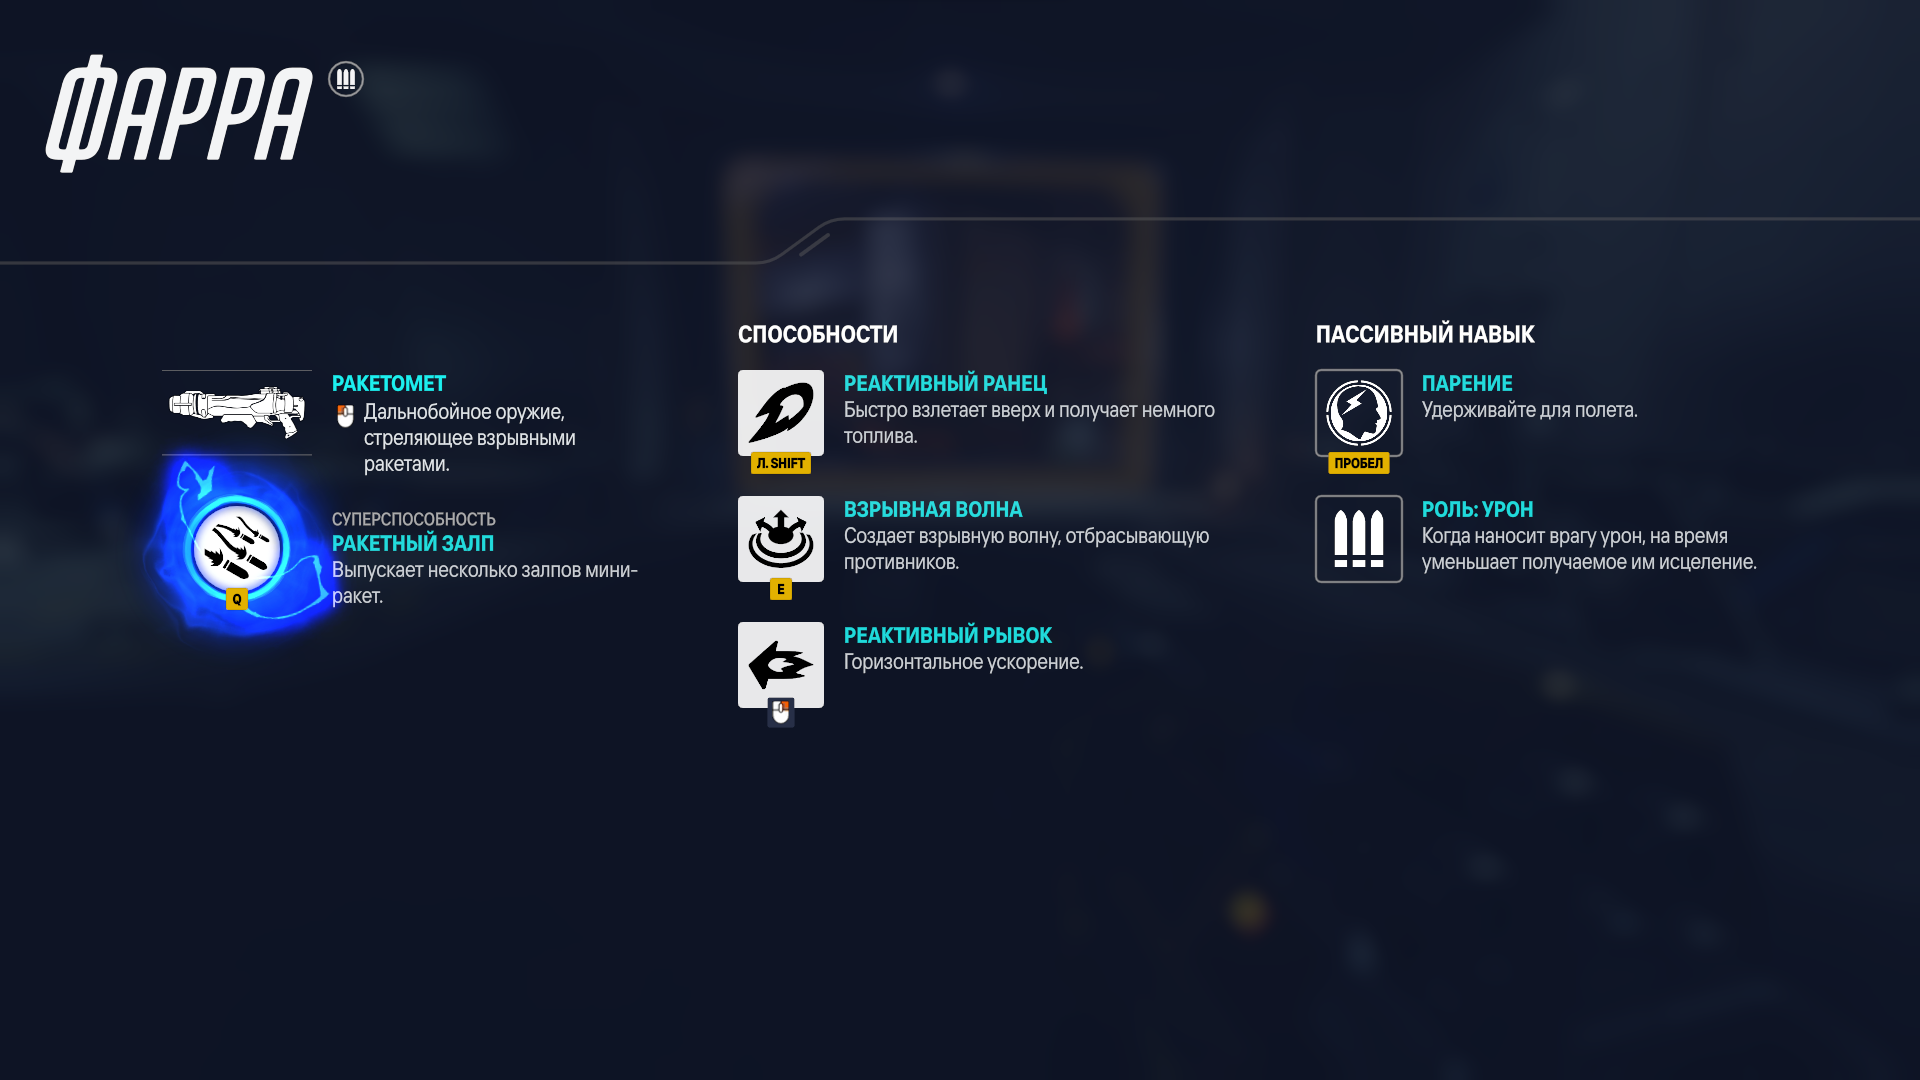 ФАРРА
РАКЕТОМЕТ
Дальнобойное оружие,
стреляющее взрывными
ракетами.
СУПЕРСПОСОБНОСТЬ
РАКЕТНЫЙ ЗАЛП
Выпускает несколько залпов мини-
ракет.
Q
СПОСОБНОСТИ
РЕАКТИВНЫЙ РАНЕЦ
Быстро взлетает вверх и получает немного
топлива.
Л. SHIFT
ВЗРЫВНАЯ ВОЛНА
Создает взрывную волну, отбрасывающую
противников.
E
РЕАКТИВНЫЙ РЫВОК
Горизонтальное ускорение.
ПАССИВНЫЙ НАВЫК
ПАРЕНИЕ
Удерживайте для полета.
ПРОБЕЛ
РОЛЬ: УРОН
Когда наносит врагу урон, на время
уменьшает получаемое им исцеление.